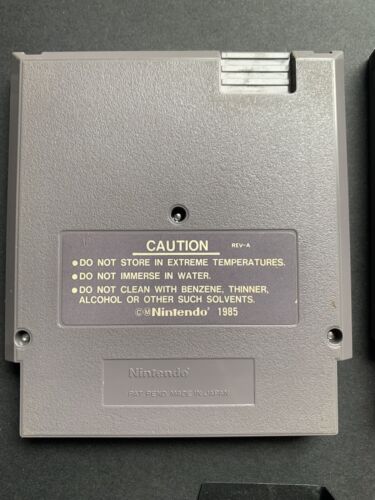 CAUTION REV-A
●DO NOT STORE IN EXTREME TEMPERATURES.
●DO NOT IMMERSE IN WATER.
●DO NOT CLEAN WITH BENZENE, THINNER,
ALCOHOL OR OTHER SUCH SOLVENTS.
©ⓂNintendo® 1985
Nintendo®
PAT. PEND. MADE IN JAPAN